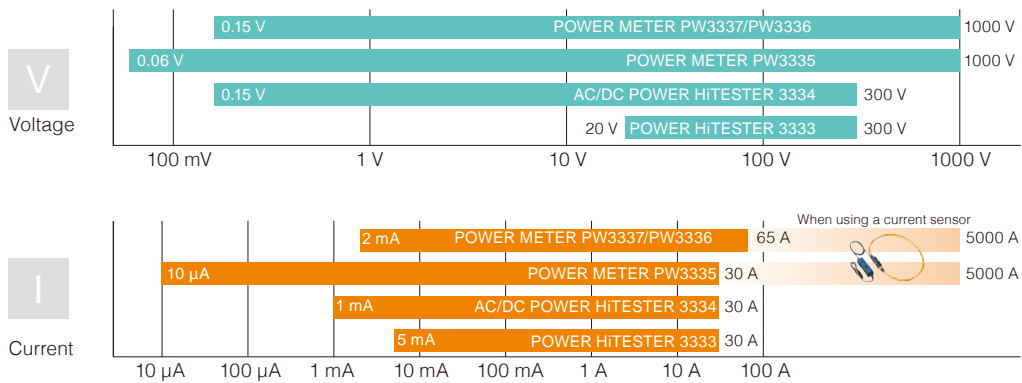 0.15 V POWER METER PW3337/PW3336 1000 V
0.06 V POWER METER PW3335 1000 V
V
0.15 V AC/DC POWER HiTESTER 3334 300 V
Voltage
20 V POWER HiTESTER 3333 300 V
100 mV 1 V 10 V 100 V 1000 V
When using a current sensor
2 mA POWER METER PW3337/PW3336 65 A 5000 A
10 µA POWER METER PW3335 30 A 5000 A
I
1 mA AC/DC POWER HiTESTER 3334 30 A
5 mA POWER HiTESTER 3333 30 A
Current
10 µA 100 µA 1 mA 10 mA 100 mA 1 A 10 A 100 A